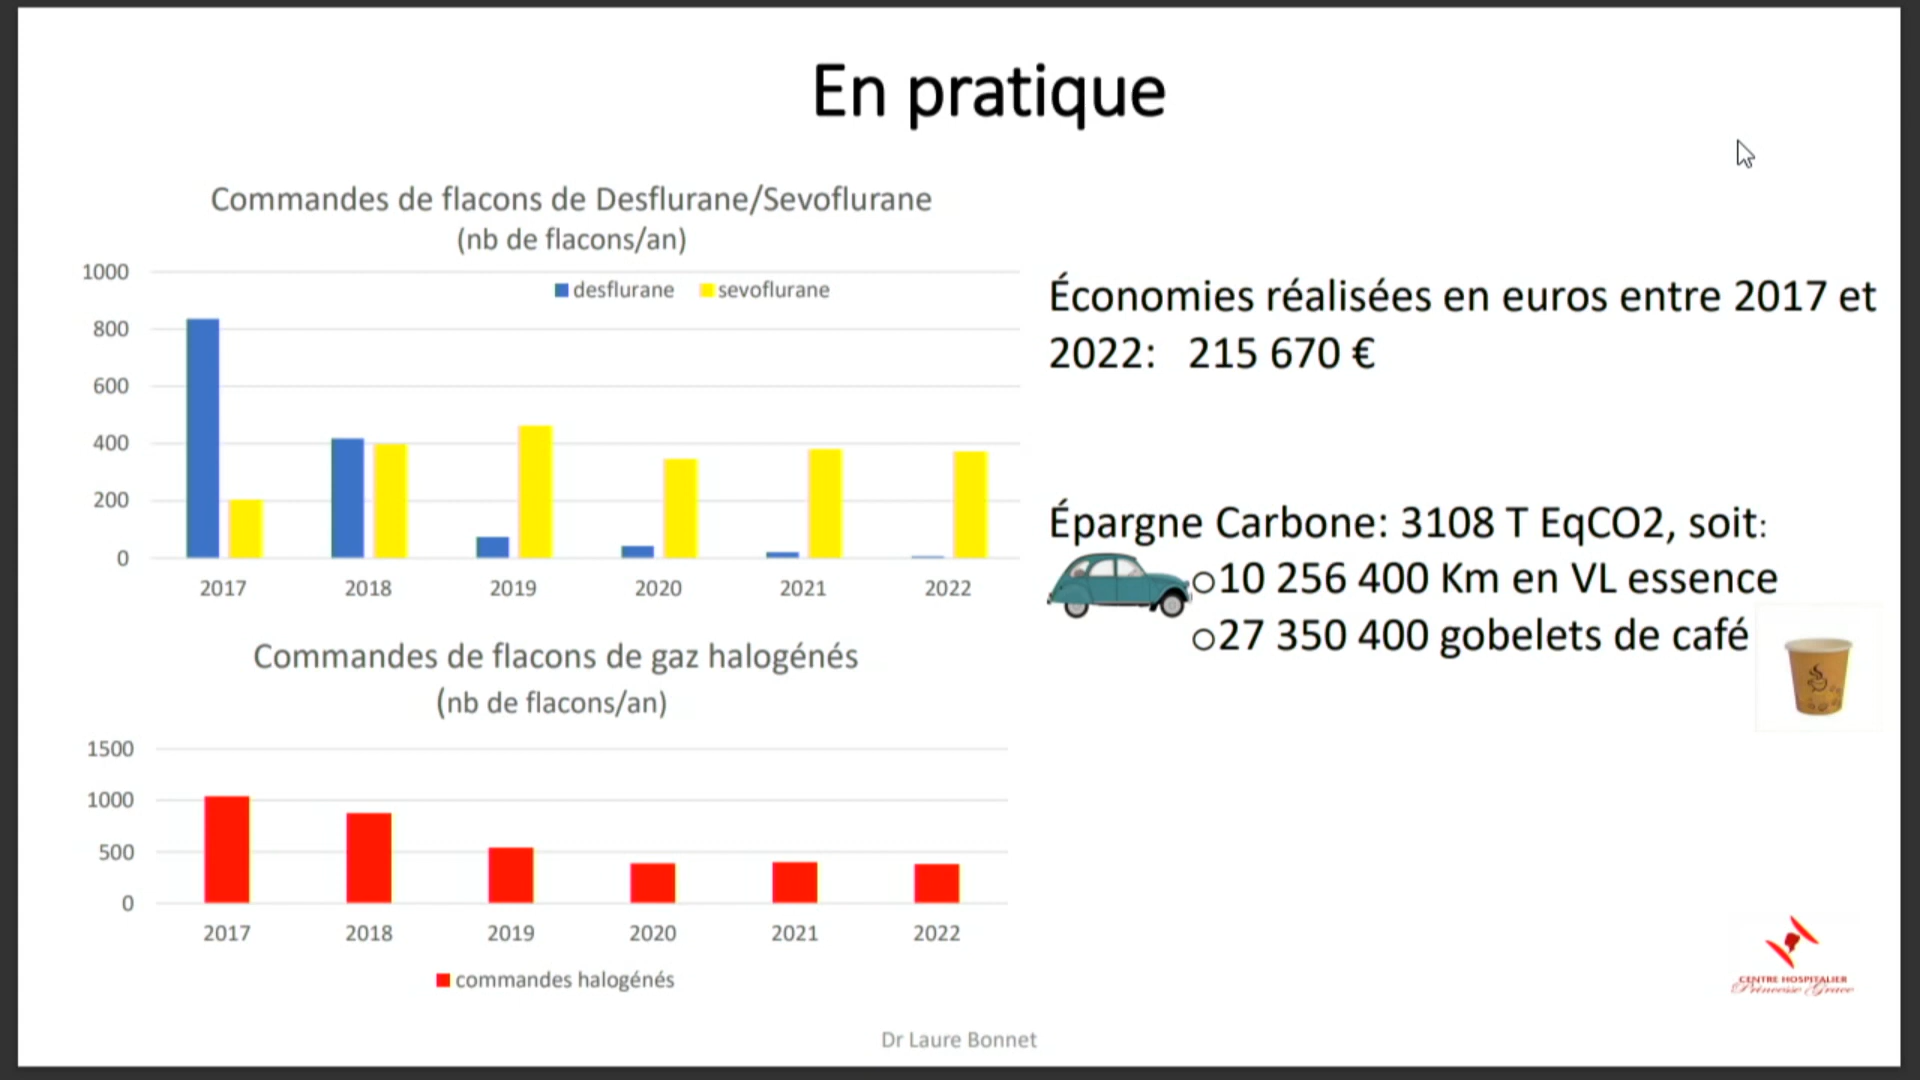 En pratique
Commandes de flacons de Desflurane/Sevoflurane
(nb de flacons/an)
1000
desflurane sevoflurane
800
600
400
200
0
2017 2018 2019 2020 2021 2022
Commandes de flacons de gaz halogénés
(nb de flacons/an)
1500
1000
500
0
2017 2018 2019 2020 2021 2022
commandes halogénés
Économies réalisées en euros entre 2017 et
2022: 215 670 €
Épargne Carbone: 3108 T EqCO2, soit:
o10 256 400 Km en VL essence
o27 350 400 gobelets de café
CENTRE HOSPITALIER
Princesse Grace
Dr Laure Bonnet